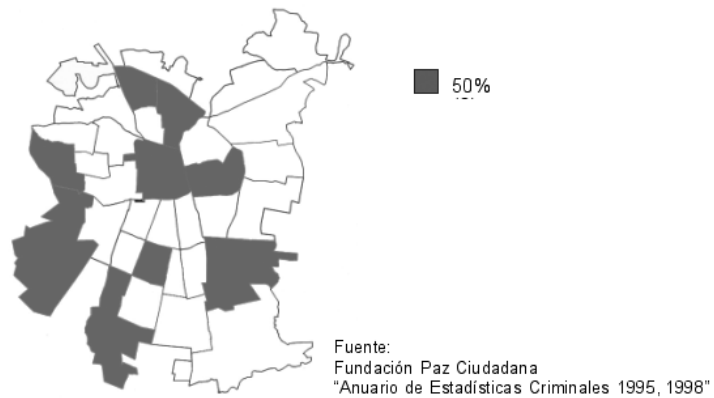 50%
Fuente:
Fundación Paz Ciudadana
“Anuario de Estadísticas Criminales 1995, 1998”